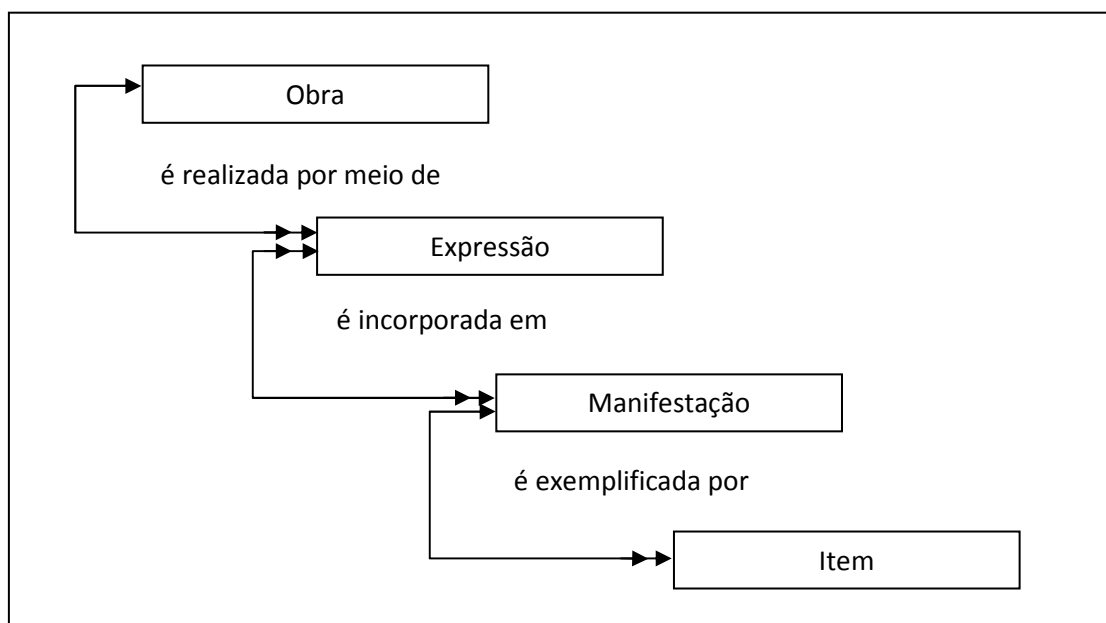 Obra
é realizada por meio de
Expressão
é incorporada em
Manifestação
é exemplificada por
Item